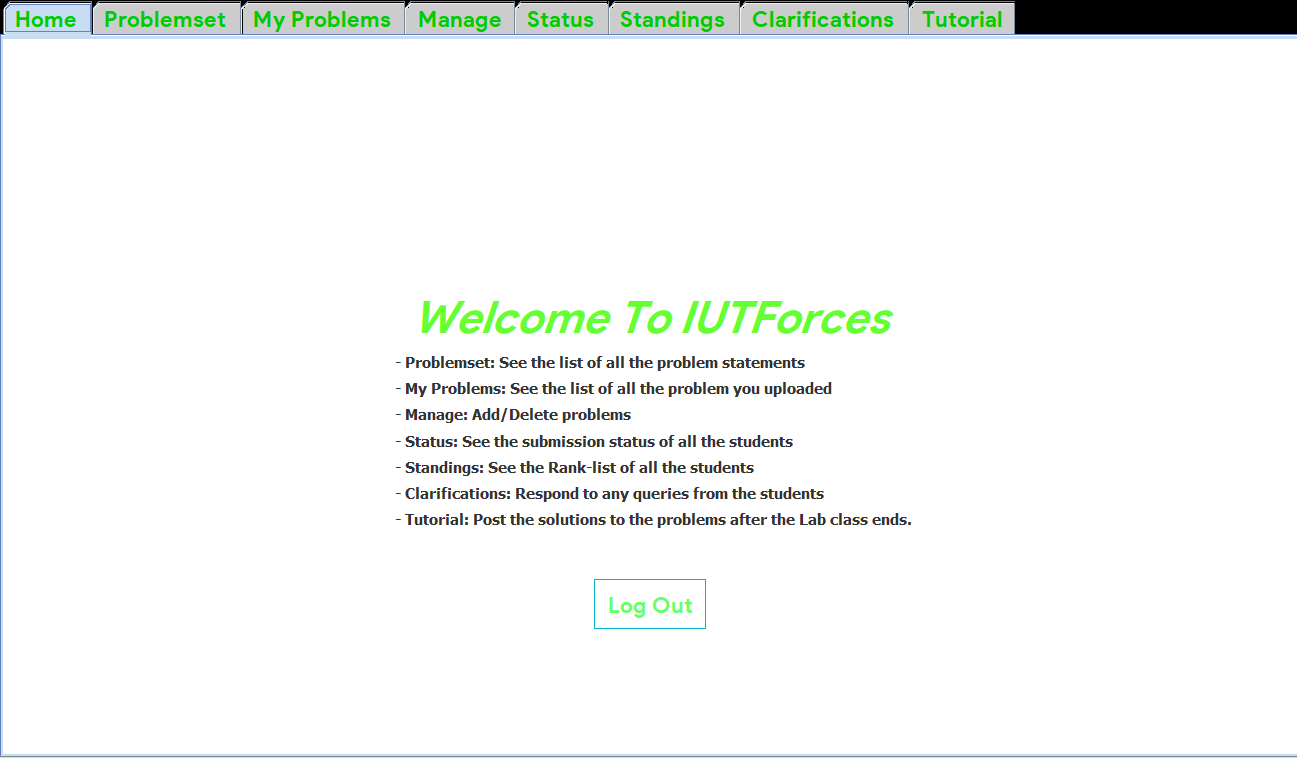 Home Problemset My Problems Manage Status Standings Clarifications Tutorial
Welcome To IUTForces
- Problemset: See the list of all the problem statements
- My Problems: See the list of all the problem you uploaded
- Manage: Add/Delete problems
- Status: See the submission status of all the students
- Standings: See the Rank-list of all the students
- Clarifications: Respond to any queries from the students
- Tutorial: Post the solutions to the problems after the Lab class ends.
Log Out